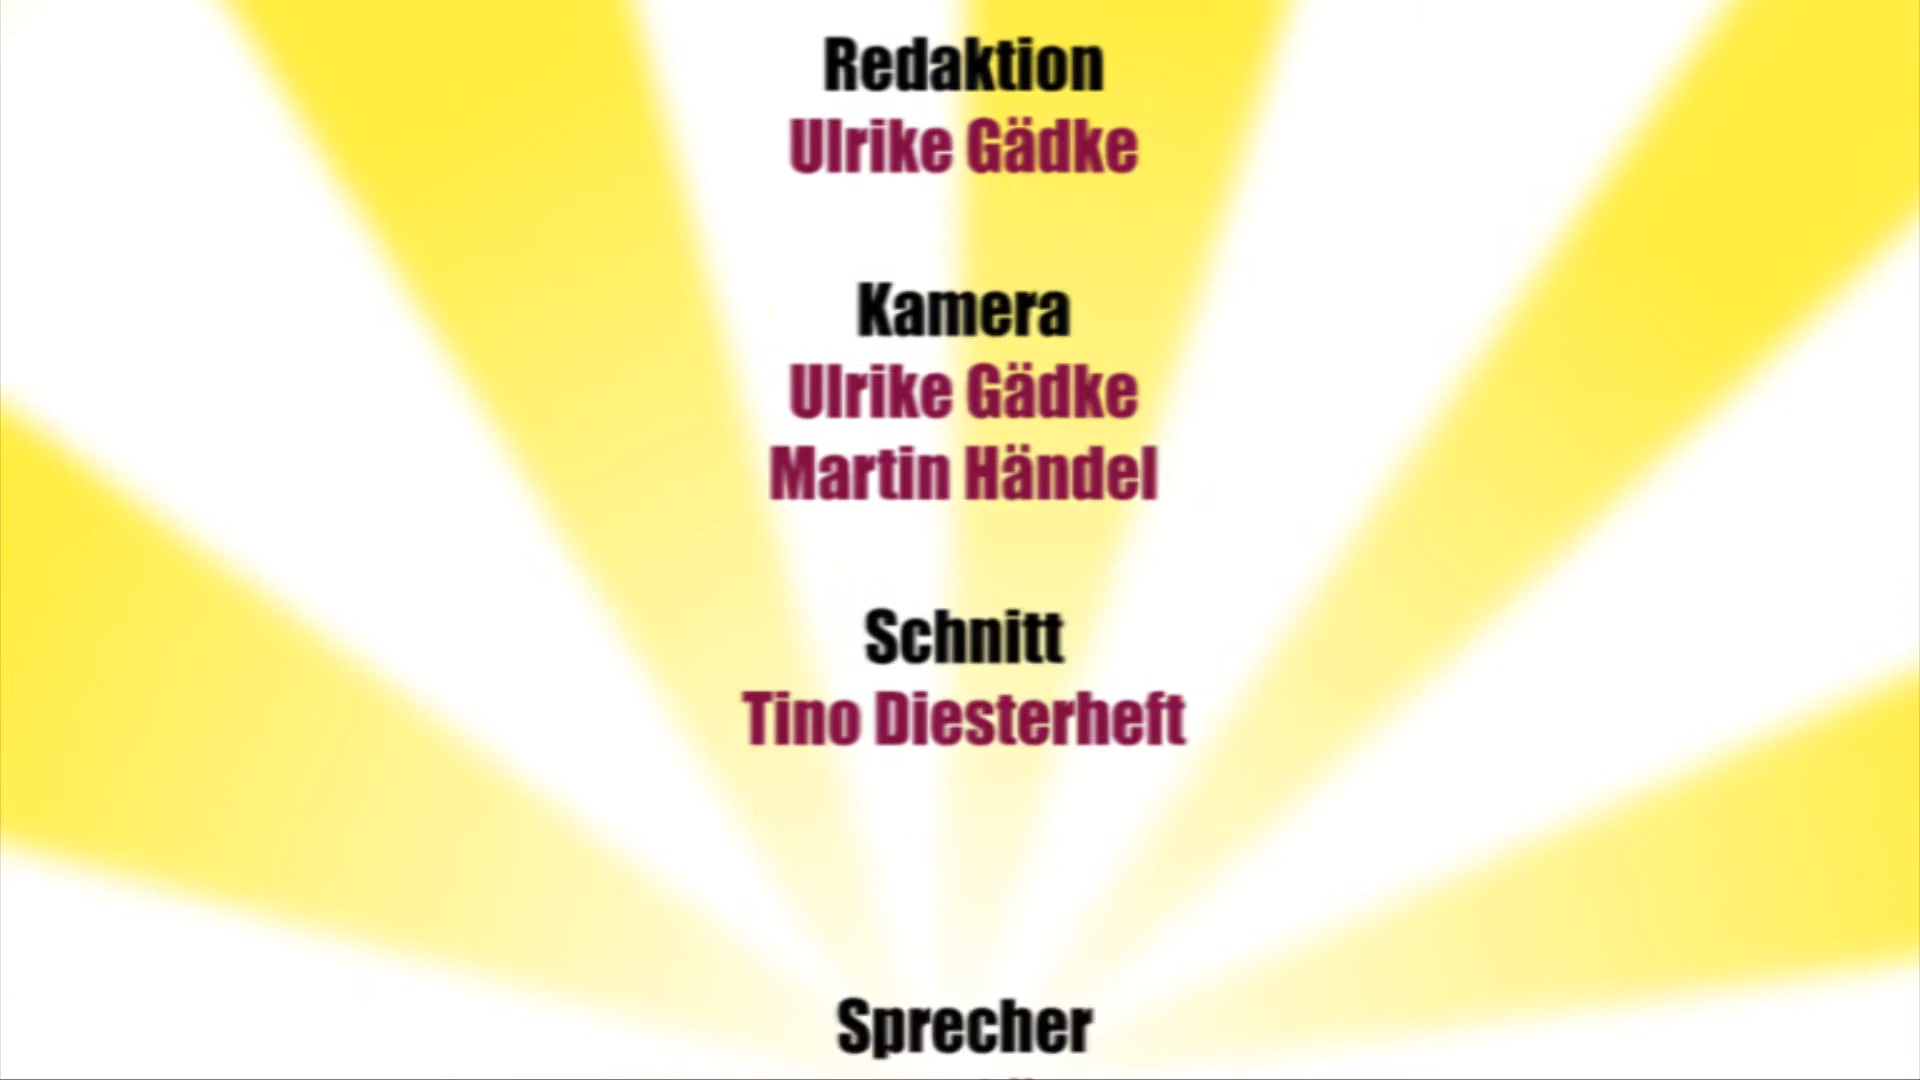 Redaktion
Ulrike Gädke
Kamera
Ulrike Gädke
Martin Händel
Schnitt
Tino Diesterheft
Sprecher